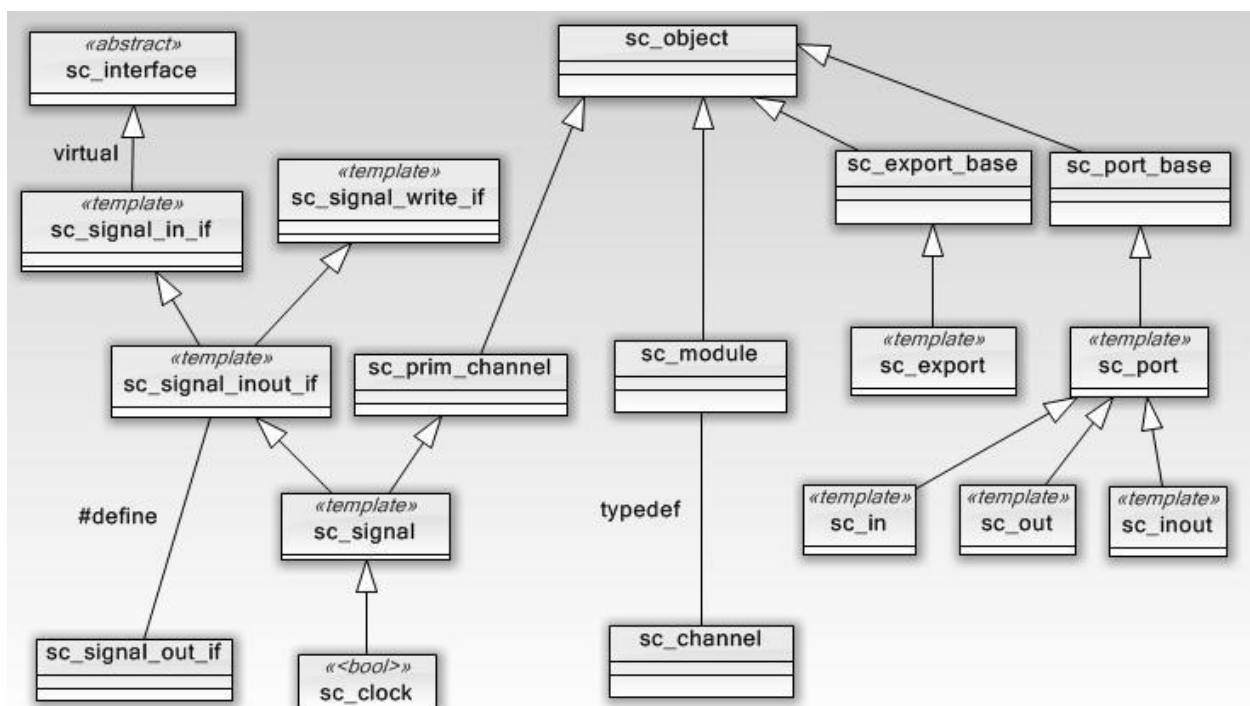 «abstract»
sc_interface
sc_object
virtual
«template»
sc_signal_write_if
sc_export_base
sc_port_base
«template»
sc_signal_in_if
«template»
sc_signal_inout_if
sc_prim_channel
sc_module
«template»
sc_export
«template»
sc_port
#define
«template»
sc_signal
typedef
«template»
sc_in
«template»
sc_out
«template»
sc_inout
sc_signal_out_if
«<bool>»
sc_clock
sc_channel